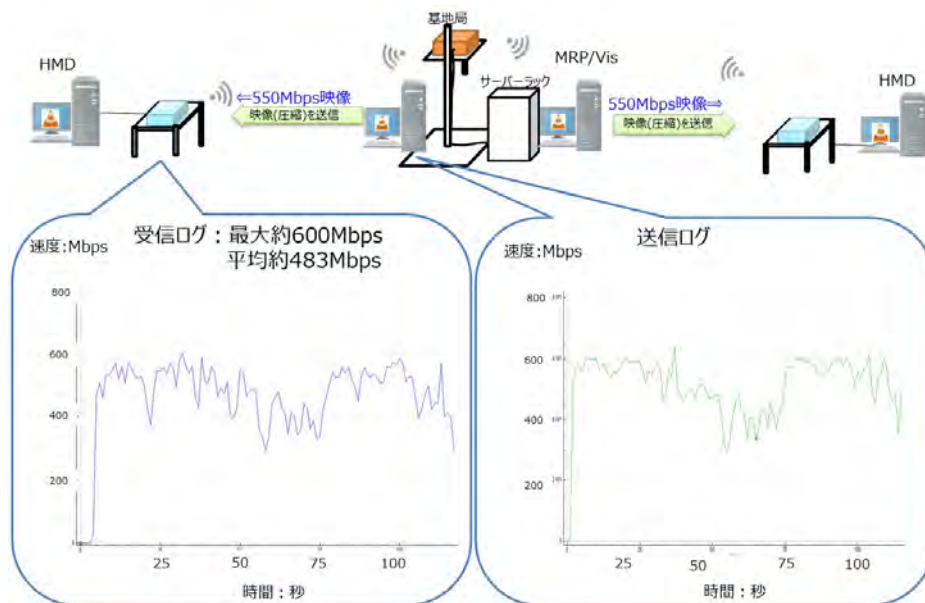 基地局
HMD
MRP/Vis
サーバーラック
HMD
⇐550Mbps映像
映像(圧縮)を送信
550Mbps映像⇒
映像(圧縮)を送信
受信ログ：最大約600Mbps
平均約483Mbps
速度:Mbps
800
600
400
200
25
50
75
100
時間：秒
送信ログ
速度:Mbps
800
600
400
200
25
50
75
100
時間：秒